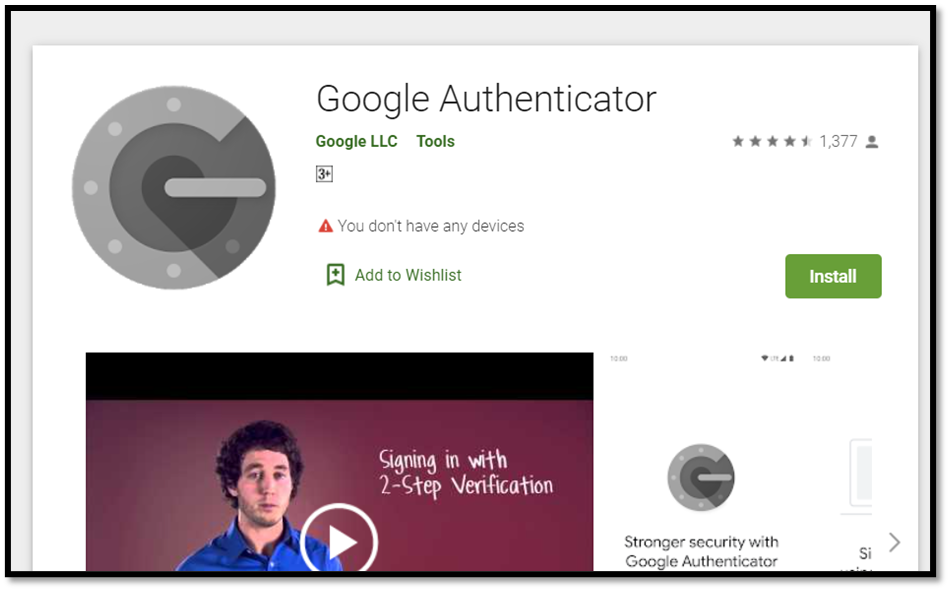 Google Authenticator
Google LLC Tools
1,377
3+
You don't have any devices
Add to Wishlist
Install
Signing in with
2-Step Verification
10:00
LTE
10:00
Stronger security with
Google Authenticator
Si